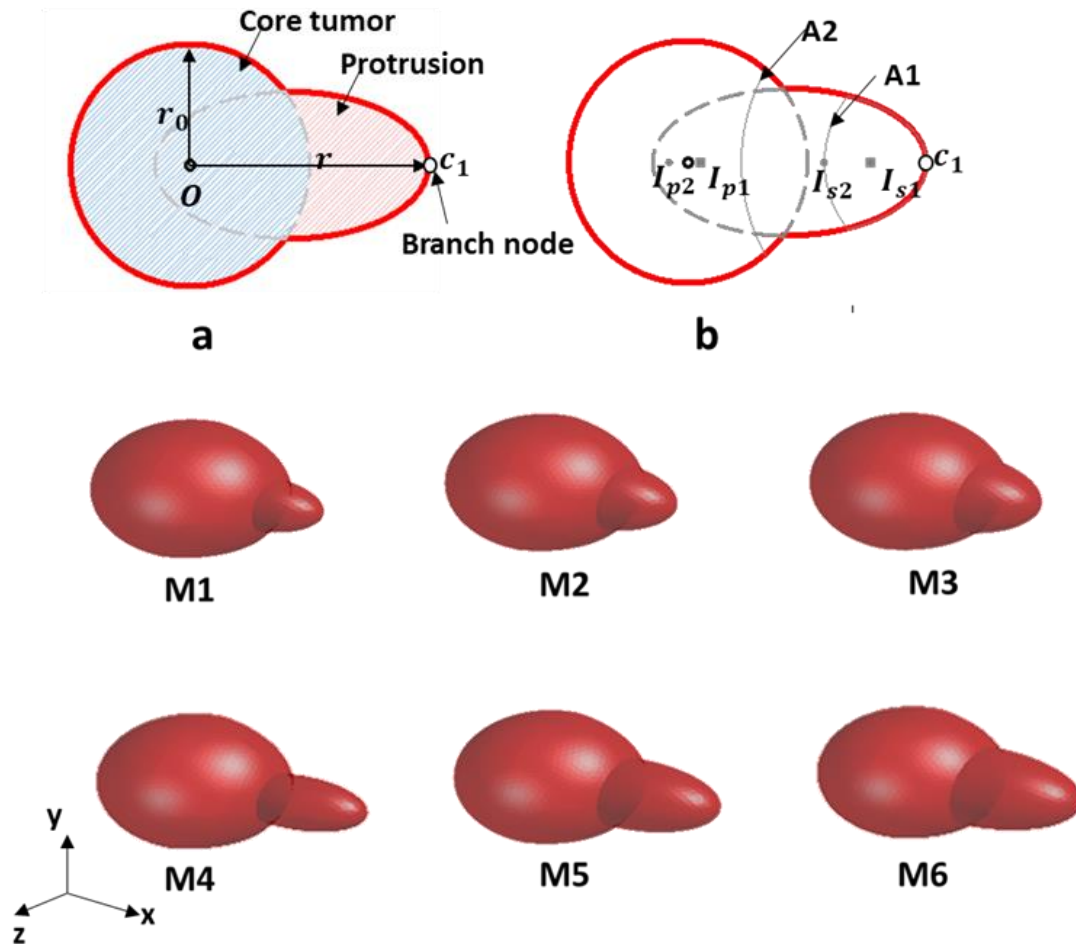 Core tumor
Protrusion
r₀
r
O
c₁
Branch node
a
A2
A1
Iₚ₂ Iₚ₁ Iₛ₂ Iₛ₁ c₁
b
M1 M2 M3
M4 M5 M6
y
x
z